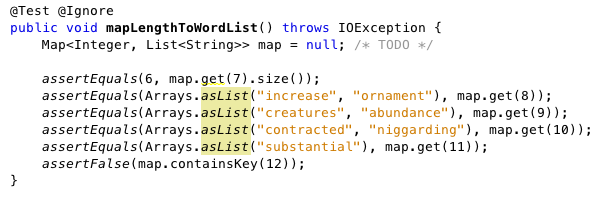 @Test @Ignore
public void mapLengthToWordList() throws IOException {
    Map<Integer, List<String>> map = null; /* TODO */

    assertEquals(6, map.get(7).size());
    assertEquals(Arrays.asList("increase", "ornament"), map.get(8));
    assertEquals(Arrays.asList("creatures", "abundance"), map.get(9));
    assertEquals(Arrays.asList("contracted", "niggarding"), map.get(10));
    assertEquals(Arrays.asList("substantial"), map.get(11));
    assertFalse(map.containsKey(12));
}